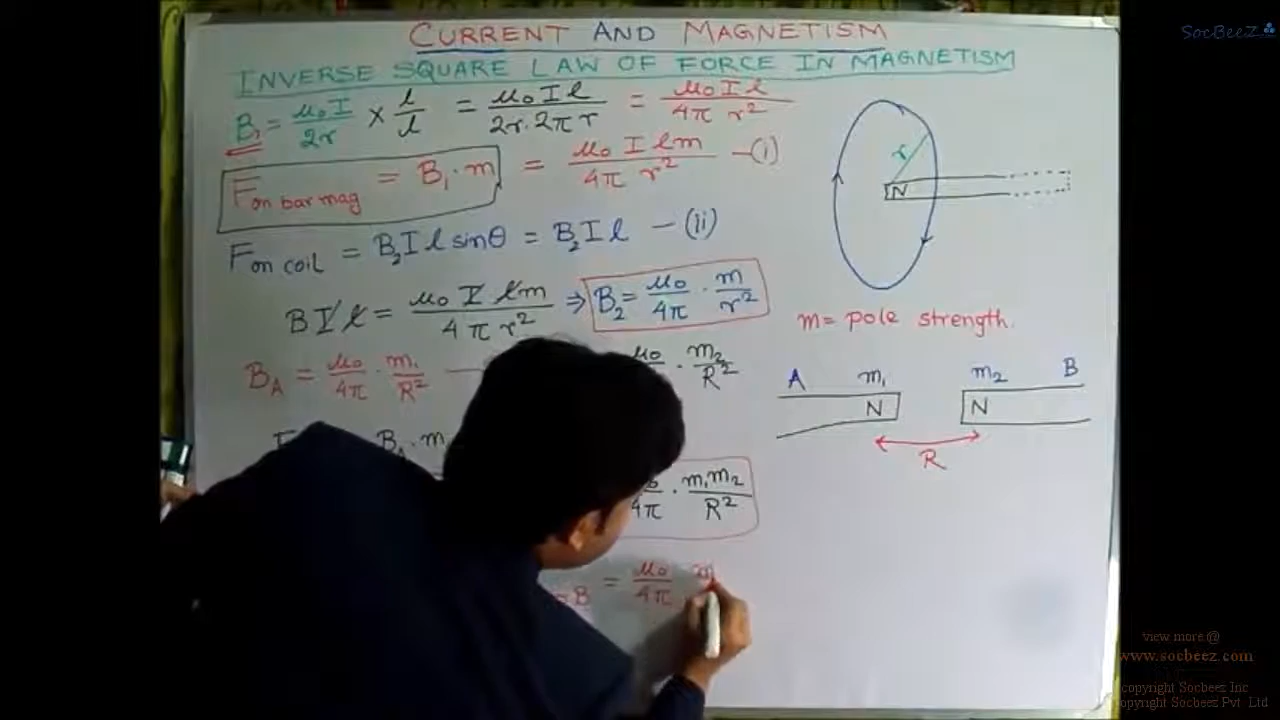 CURRENT AND MAGNETISM
SocBeeZ
INVERSE SQUARE LAW OF FORCE IN MAGNETISM
B₁ = μ₀I/2r × l/l = μ₀Il/2r·2πr = μ₀Il/4π r²
F on bar mag = B₁·m = μ₀ I l m/4π r² –(i)
F on coil = B₂Il sinθ = B₂Il –(ii)
BIl = μ₀Ilm/4πr² ⇒ B₂ = μ₀/4π · m/r²
B_A = μ₀/4π · m₁/R² μ₀ · m₂/R²
B_A·m
4π · m₁m₂/R²
B = μ₀/4π m
r
N
m = pole strength.
A m₁ m₂ B
N N
R
view more @
www.socbeez.com
copyright Socbeez Inc
copyright Socbeez Pvt Ltd